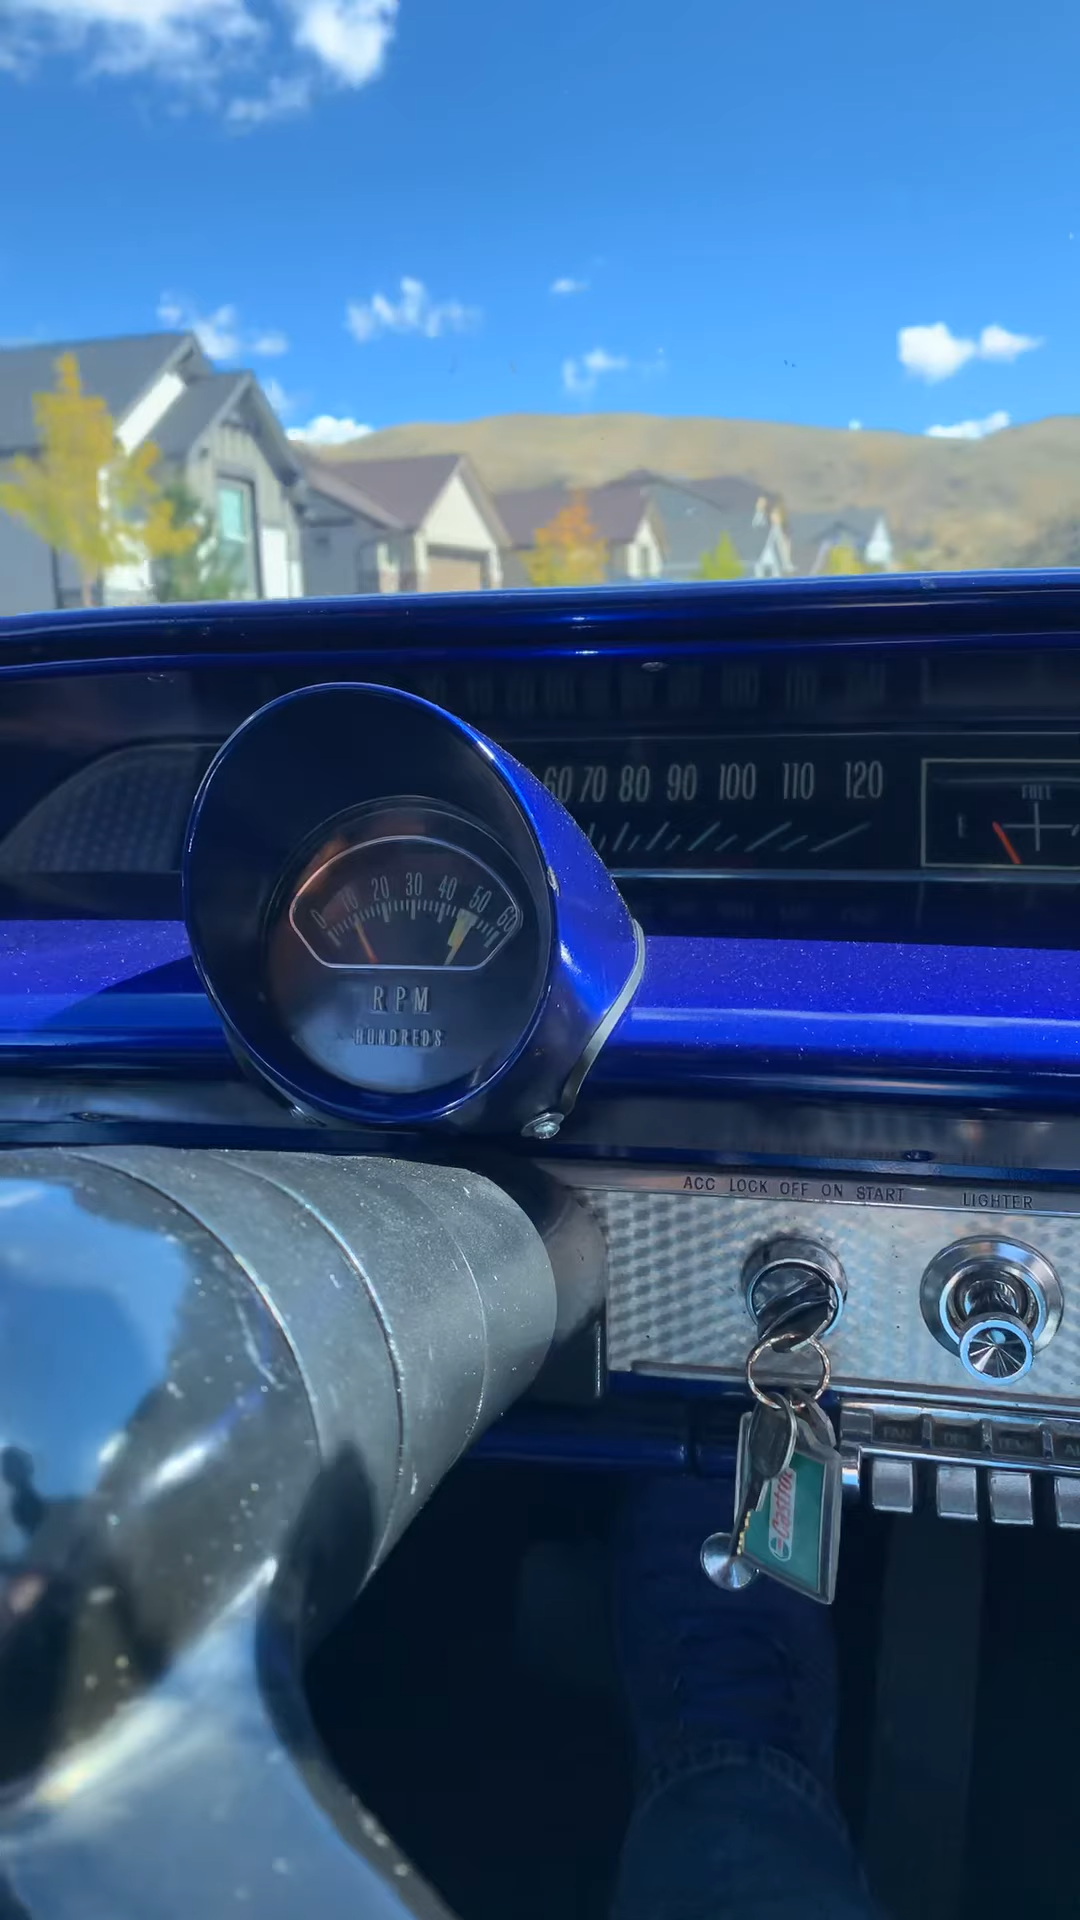 60 70 80 90 100 110 120
FUEL
E
0 10 20 30 40 50 60
RPM
HUNDREDS
ACC LOCK OFF ON START
LIGHTER
FAN
Castrol